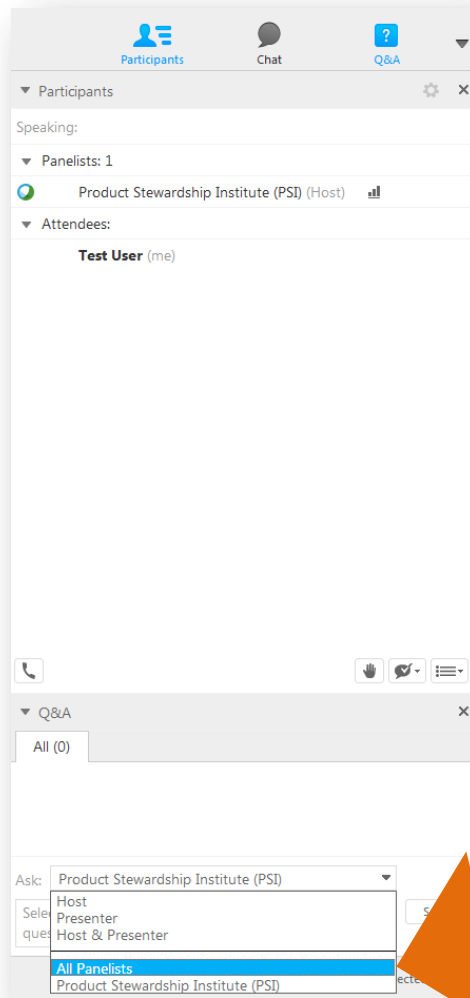 Participants Chat Q&A
Participants
Speaking:
Panelists: 1
Product Stewardship Institute (PSI) (Host)
Attendees:
Test User (me)
Q&A
All (0)
Ask: Product Stewardship Institute (PSI)
Host
Presenter
Host & Presenter
All Panelists
Product Stewardship Institute (PSI)